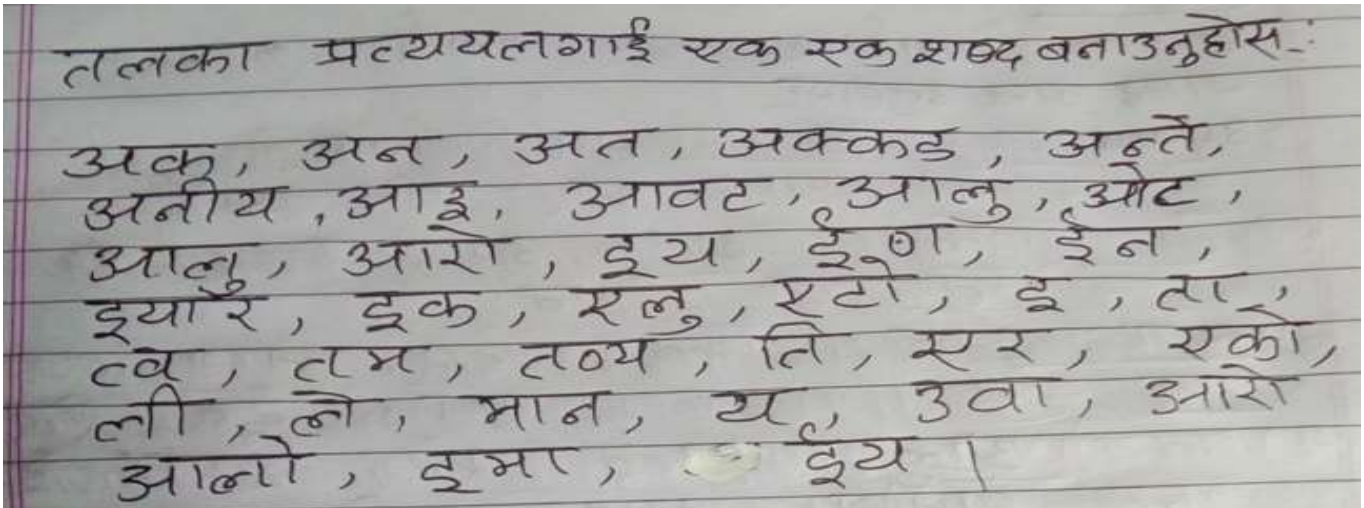 तलका प्रत्ययलगाई एक एक शब्द बनाउनुहोस-:
अक, अन, अत, अक्कड, अन्ते,
अनीय, आइ, आवट, आलु, ओट,
आलु, आरो, इय, ईण, ईन,
इयार, इक, एलु, एटो, इ, ता,
त्व, तम, तव्य, ति, एर, एको,
ली, ले, मान, य, उवा, आरो
आलो, इमा, ईय ।